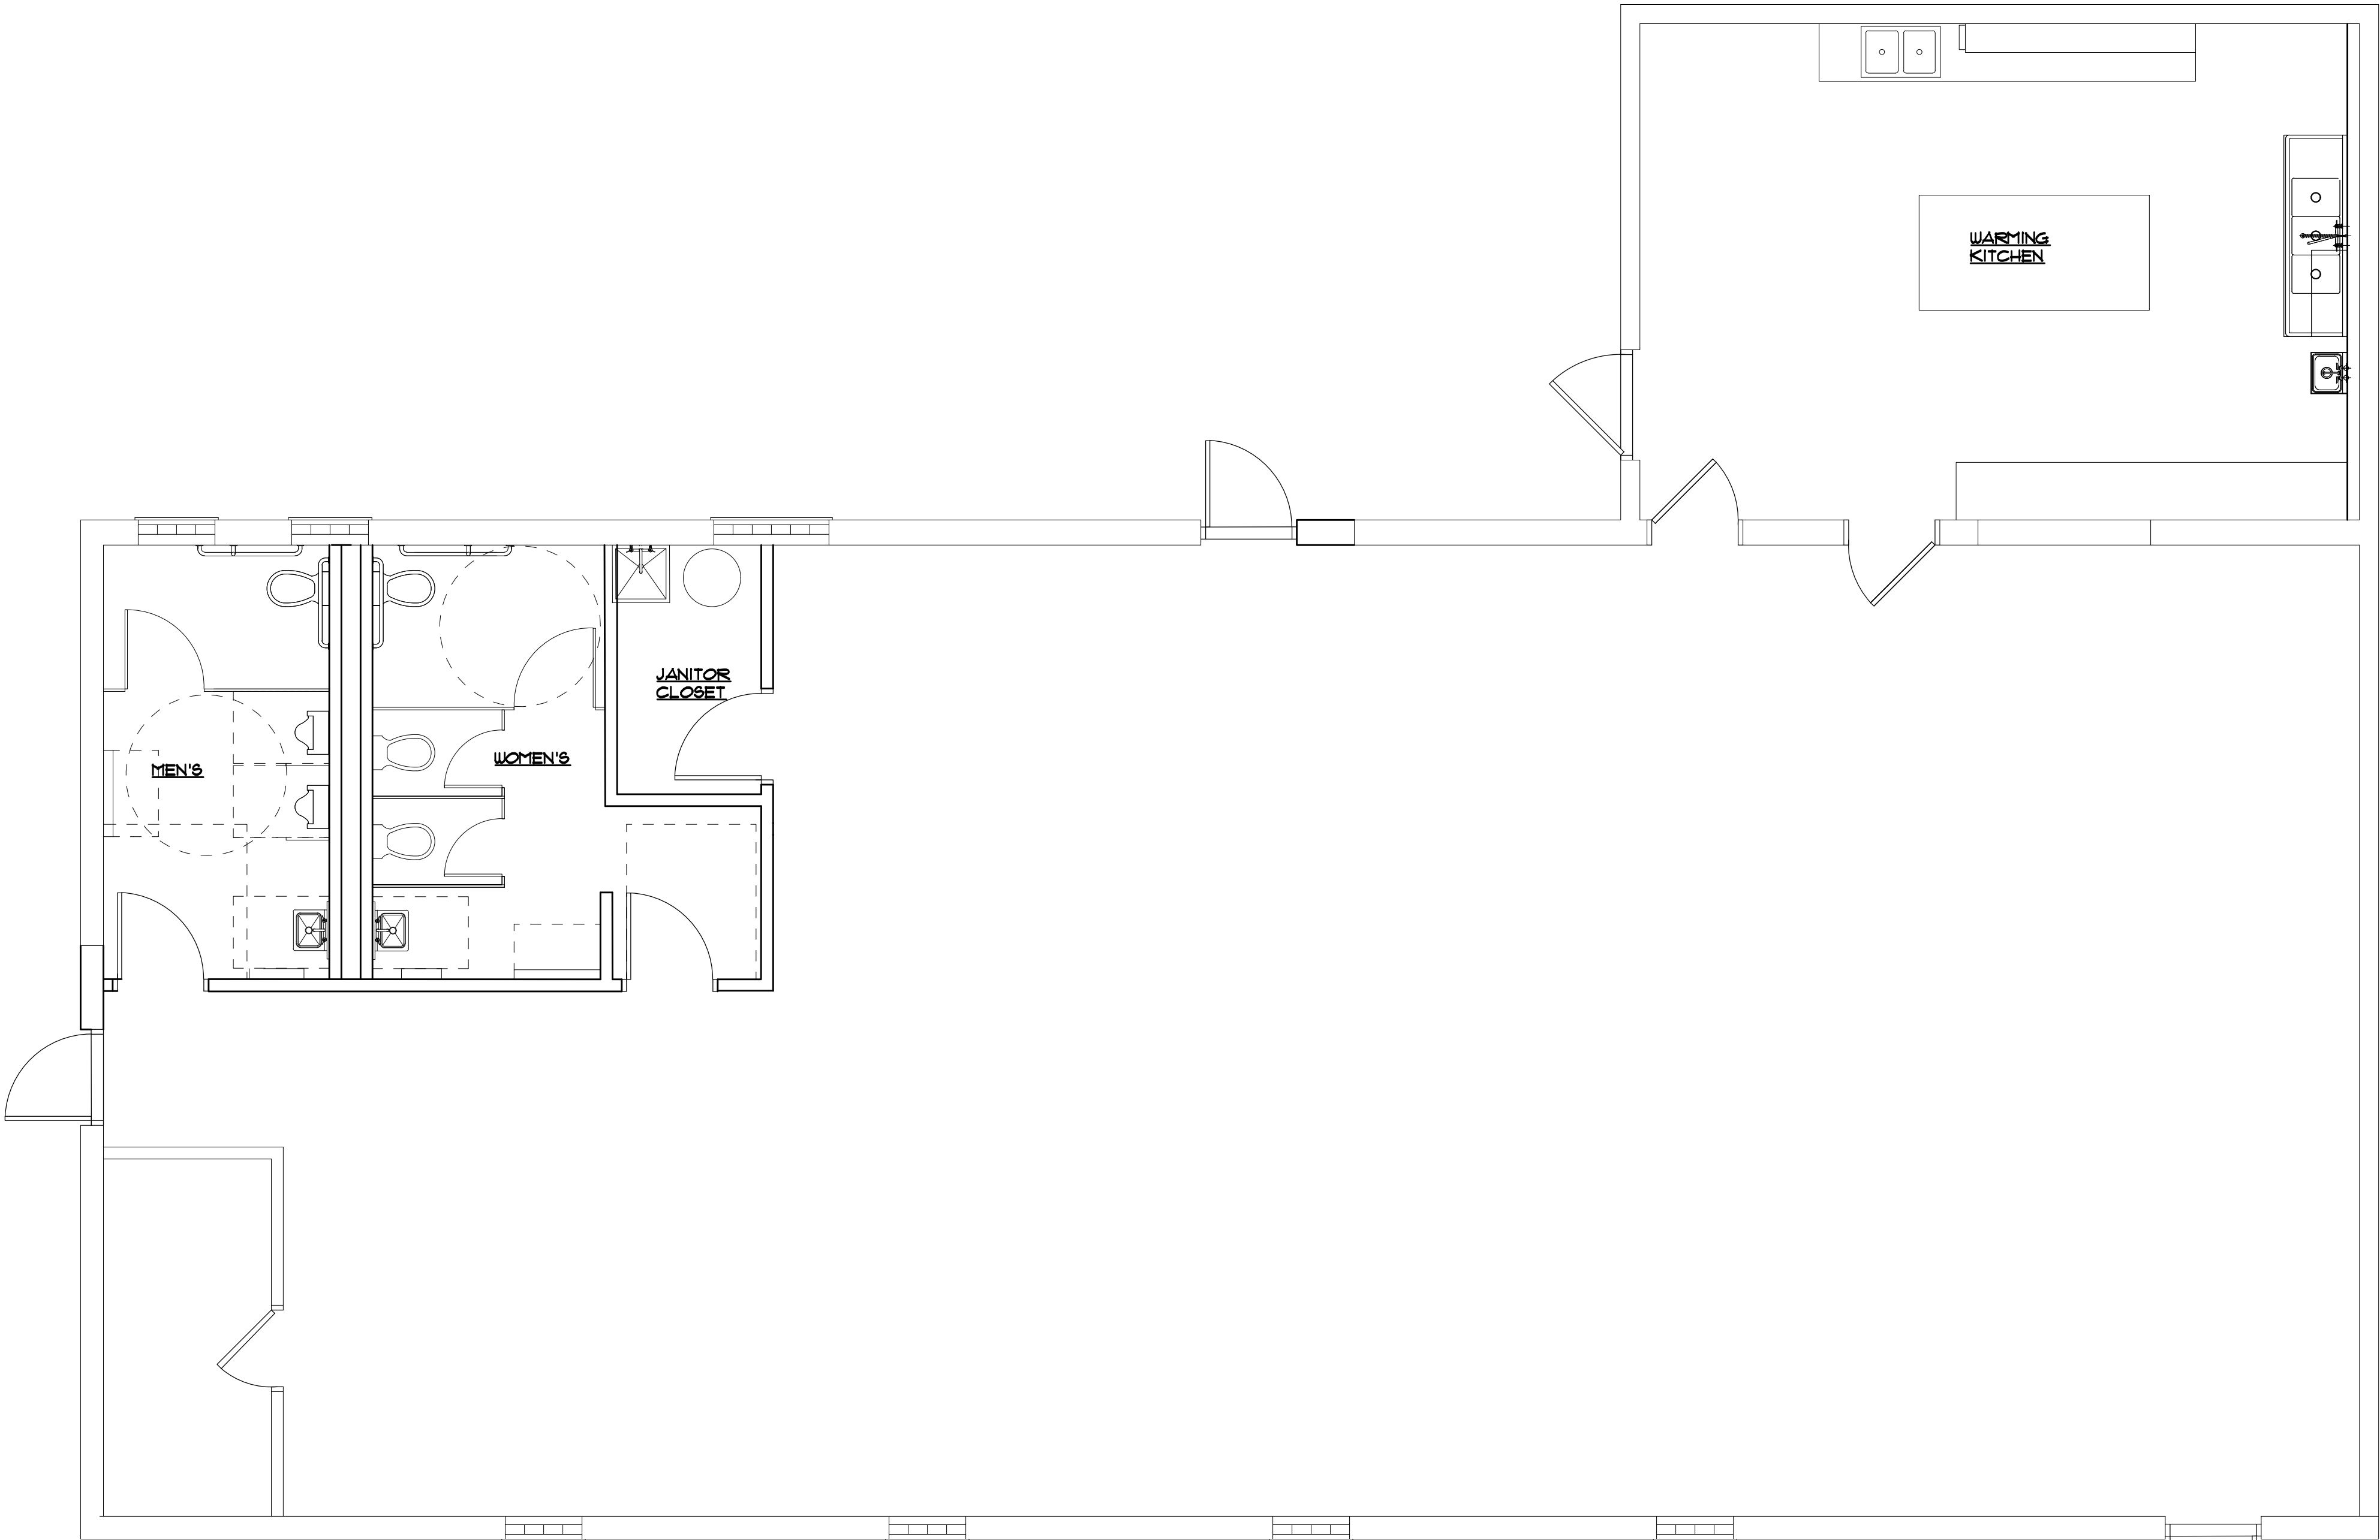 WARMING
KITCHEN
JANITOR
CLOSET
MEN'S
WOMEN'S